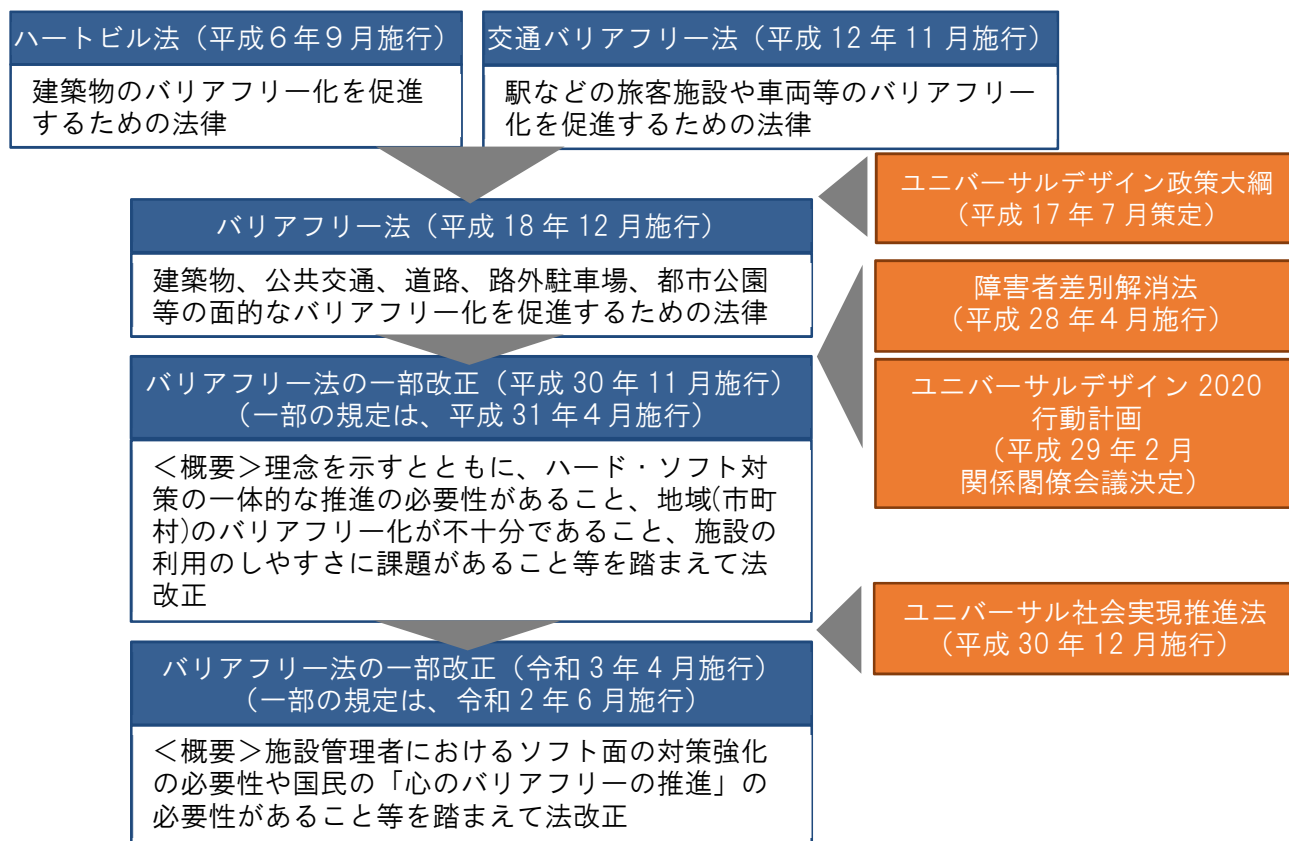 ハートビル法（平成６年９月施行）
建築物のバリアフリー化を促進
するための法律
交通バリアフリー法（平成 12 年 11 月施行）
駅などの旅客施設や車両等のバリアフリー
化を促進するための法律
ユニバーサルデザイン政策大綱
（平成 17 年 7 月策定）
バリアフリー法（平成 18 年 12 月施行）
建築物、公共交通、道路、路外駐車場、都市公園
等の面的なバリアフリー化を促進するための法律
障害者差別解消法
（平成 28 年４月施行）
ユニバーサルデザイン 2020
行動計画
（平成 29 年 2 月
関係閣僚会議決定）
バリアフリー法の一部改正（平成 30 年 11 月施行）
（一部の規定は、平成 31 年４月施行）
＜概要＞理念を示すとともに、ハード・ソフト対
策の一体的な推進の必要性があること、地域(市町
村)のバリアフリー化が不十分であること、施設の
利用のしやすさに課題があること等を踏まえて法
改正
ユニバーサル社会実現推進法
（平成 30 年 12 月施行）
バリアフリー法の一部改正（令和 3 年 4 月施行）
（一部の規定は、令和 2 年 6 月施行）
＜概要＞施設管理者におけるソフト面の対策強化
の必要性や国民の「心のバリアフリーの推進」の
必要性があること等を踏まえて法改正